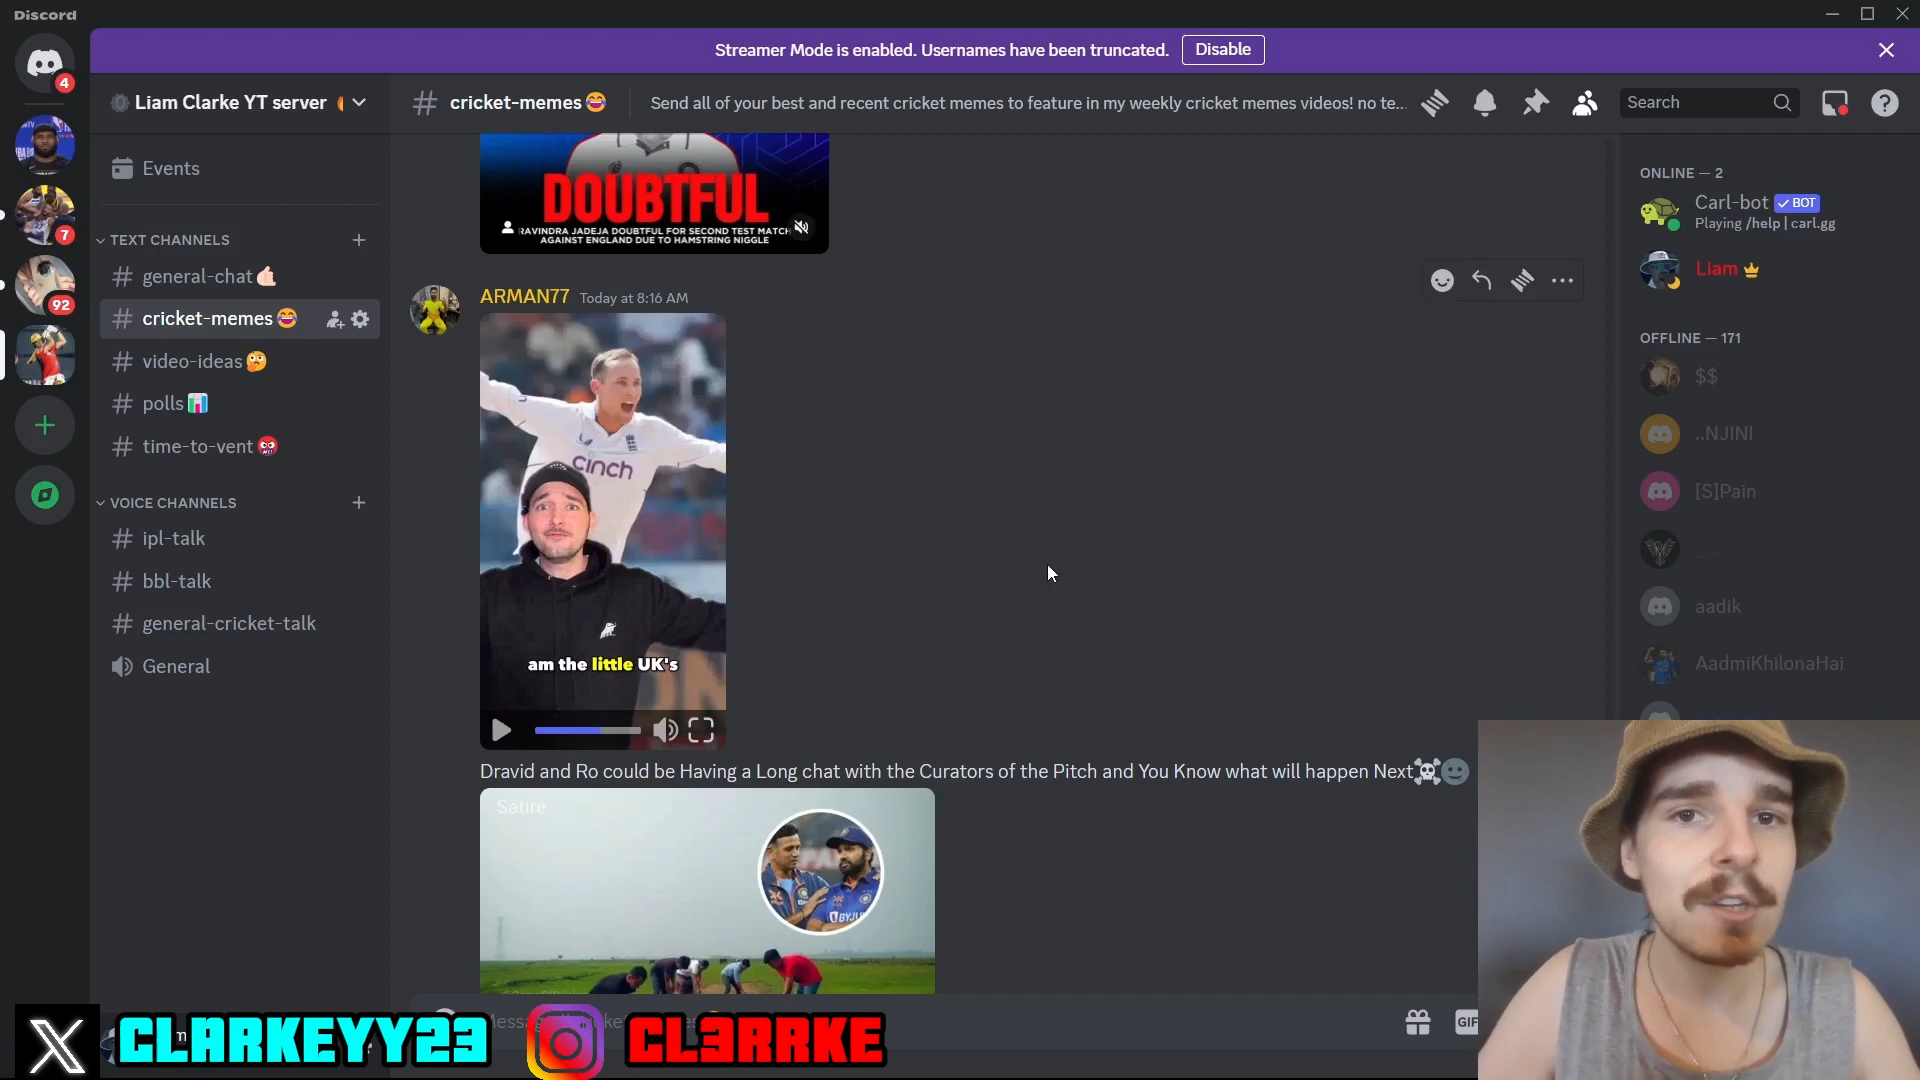 Discord
Streamer Mode is enabled. Usernames have been truncated.
Disable
4
Liam Clarke YT server
cricket-memes
Send all of your best and recent cricket memes to feature in my weekly cricket memes videos! no te...
Search
Events
TEXT CHANNELS
general-chat
cricket-memes
video-ideas
polls
time-to-vent
VOICE CHANNELS
ipl-talk
bbl-talk
general-cricket-talk
General
7
92
DOUBTFUL
RAVINDRA JADEJA DOUBTFUL FOR SECOND TEST MATCH
AGAINST ENGLAND DUE TO HAMSTRING NIGGLE
ARMAN77 Today at 8:16 AM
cinch
am the little UK's
Dravid and Ro could be Having a Long chat with the Curators of the Pitch and You Know what will happen Next
Satire
BYJU
ONLINE — 2
Carl-bot BOT
Playing /help | carl.gg
Liam
OFFLINE — 171
$$
..NJINI
[S]Pain
aadik
AadmiKhilonaHai
GIF
CLARKEYY23
CL3RRKE